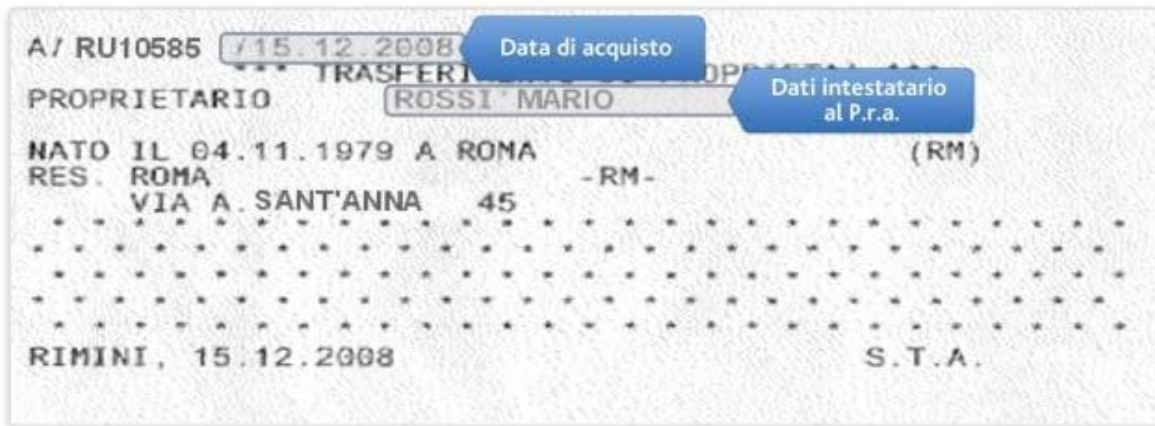 A/ RU10585 /15.12.2008
Data di acquisto
*** TRASFERI
PROPRIETARIO ROSSI MARIO
Dati intestatario
al P.r.a.
NATO IL 04.11.1979 A ROMA (RM)
RES. ROMA -RM-
VIA A. SANT'ANNA 45
* * * * * * * * * * * * * * * * * * * * * * * * * * *
* * * * * * * * * * * * * * * * * * * * * * * * * * *
* * * * * * * * * * * * * * * * * * * * * * * * * * *
* * * * * * * * * * * * * * * * * * * * * * * * * * *
* * * * * * * * * * * * * * * * * * * * * * * * * * *
RIMINI, 15.12.2008 S.T.A.